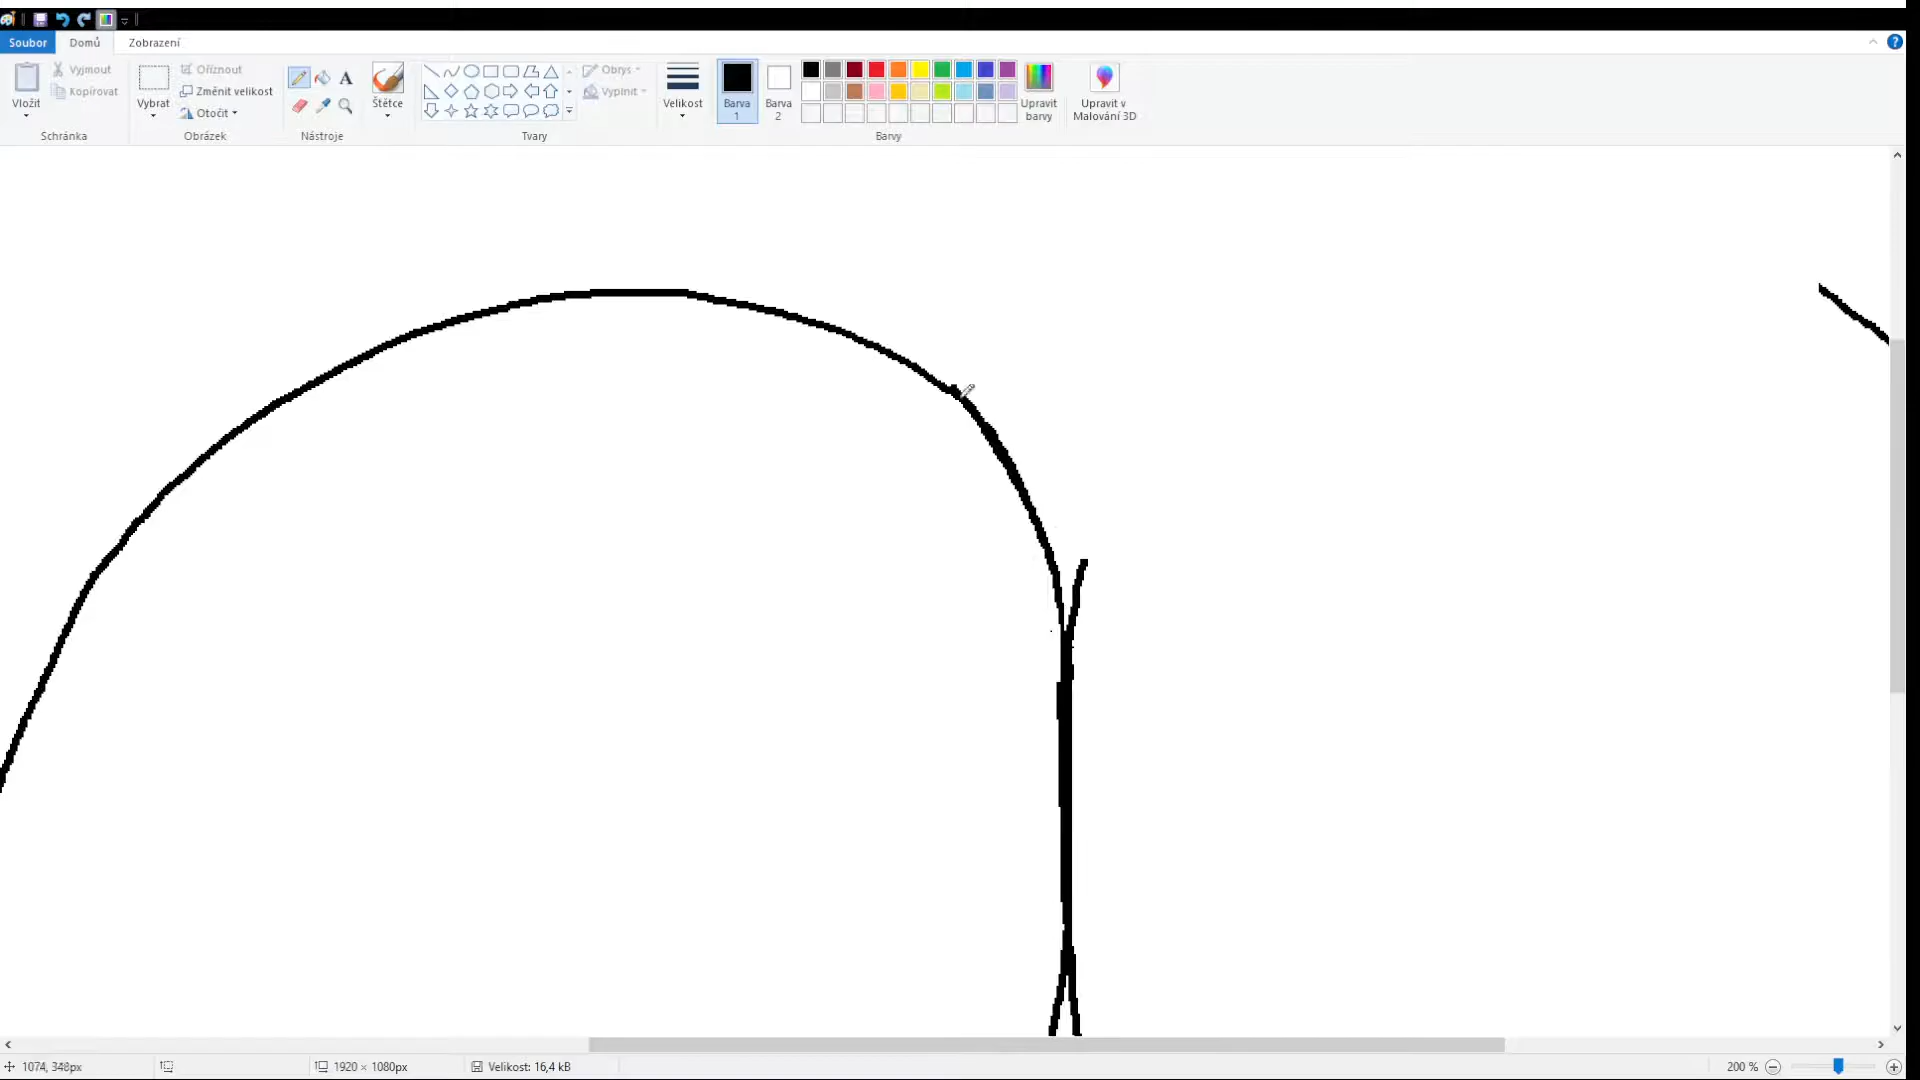 Soubor Domů Zobrazení
Vložit
Vyjmout
Kopírovat
Schránka
Vybrat
Oříznout
Změnit velikost
Otočit
Obrázek
A
Nástroje
Štětce
Obrys
Vyplnit
Tvary
Velikost
Barva
1
Barva
2
Upravit
barvy
Barvy
Upravit v
Malování 3D
1074, 348px 1920 × 1080px Velikost: 16,4 kB 200 %